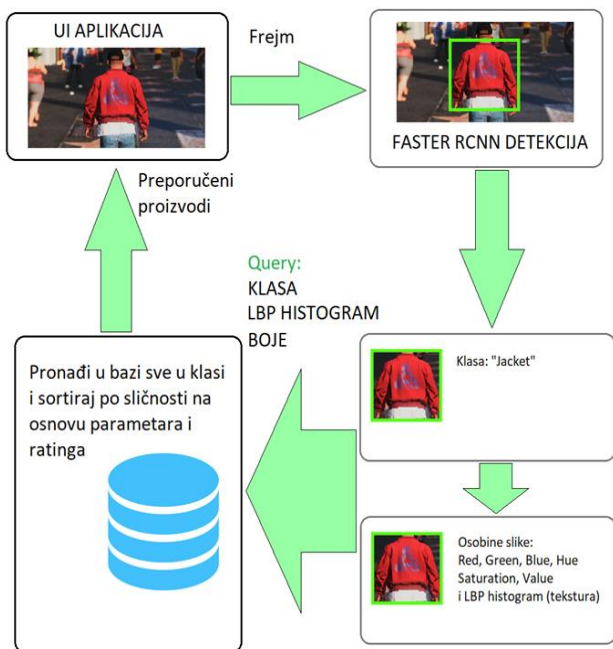 UI APLIKACIJA
Frejm
FASTER RCNN DETEKCIJA
Preporučeni
proizvodi
Query:
KLASA
LBP HISTOGRAM
BOJE
Klasa: "Jacket"
Pronađi u bazi sve u klasi
i sortiraj po sličnosti na
osnovu parametara i
ratinga
Osobine slike:
Red, Green, Blue, Hue
Saturation, Value
i LBP histogram (tekstura)